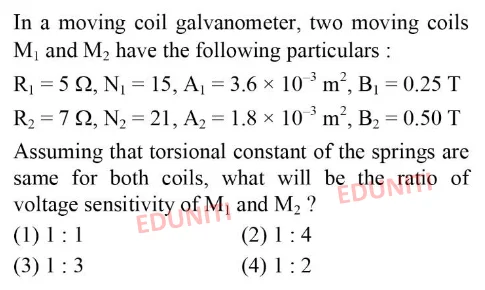 In a moving coil galvanometer, two moving coils
M₁ and M₂ have the following particulars :
R₁ = 5 Ω, N₁ = 15, A₁ = 3.6 × 10⁻³ m², B₁ = 0.25 T
R₂ = 7 Ω, N₂ = 21, A₂ = 1.8 × 10⁻³ m², B₂ = 0.50 T
Assuming that torsional constant of the springs are
same for both coils, what will be the ratio of
voltage sensitivity of M₁ and M₂ ?
EDUNITI
EDUNITI
(1) 1 : 1 (2) 1 : 4
(3) 1 : 3 (4) 1 : 2